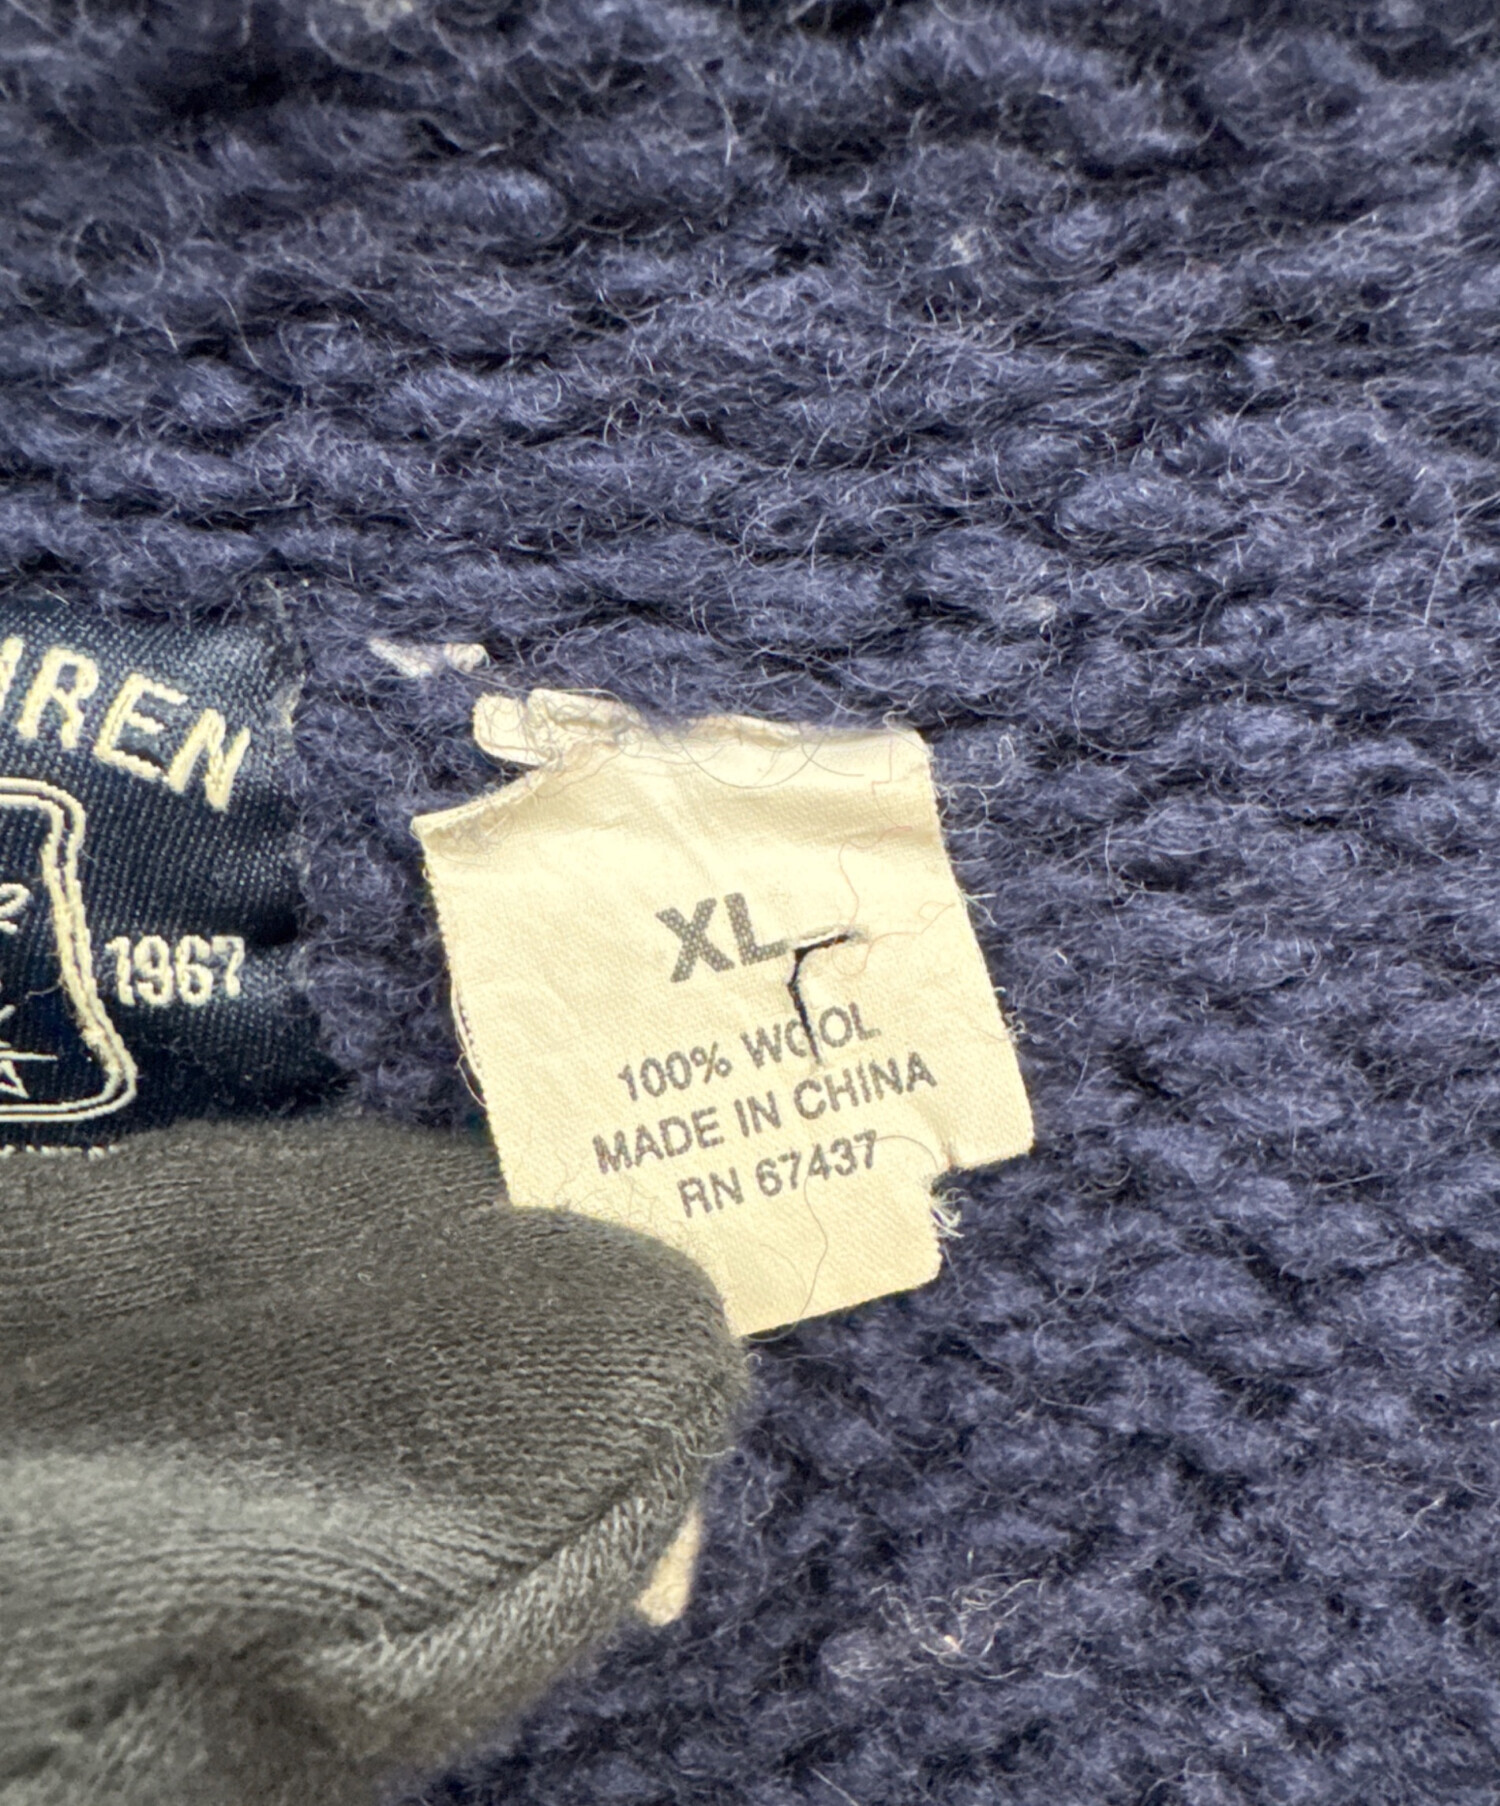 REN
1967
XL
100% WOOL
MADE IN CHINA
RN 67437